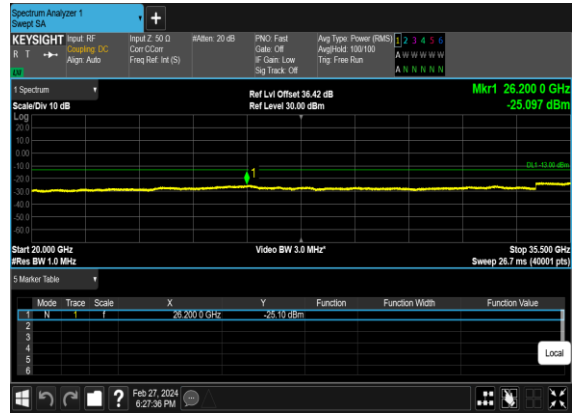 Spectrum Analyzer 1
Swept SA
+
KEYSIGHT
R T
LW
Input: RF
Coupling: DC
Align: Auto
Input Z: 50 Ω
Corr CCorr
Freq Ref: Int (S)
#Atten: 20 dB
PNO: Fast
Gate: Off
IF Gain: Low
Sig Track: Off
Avg Type: Power (RMS)
Avg|Hold: 100/100
Trig: Free Run
1 2 3 4 5 6
A W W W W W
A N N N N N
1 Spectrum
Scale/Div 10 dB
Ref Lvl Offset 36.42 dB
Ref Level 30.00 dBm
Mkr1 26.200 0 GHz
-25.097 dBm
Log
20.0
10.0
0.00
-10.0
-20.0
-30.0
-40.0
-50.0
-60.0
1
DL1 -13.00 dBm
Start 20.000 GHz
#Res BW 1.0 MHz
Video BW 3.0 MHz*
Stop 35.500 GHz
Sweep 26.7 ms (40001 pts)
5 Marker Table
Mode Trace Scale X Y Function Function Width Function Value
1 N 1 f 26.200 0 GHz -25.10 dBm
2
3
4
5
6
Local
?
Feb 27, 2024
6:27:36 PM